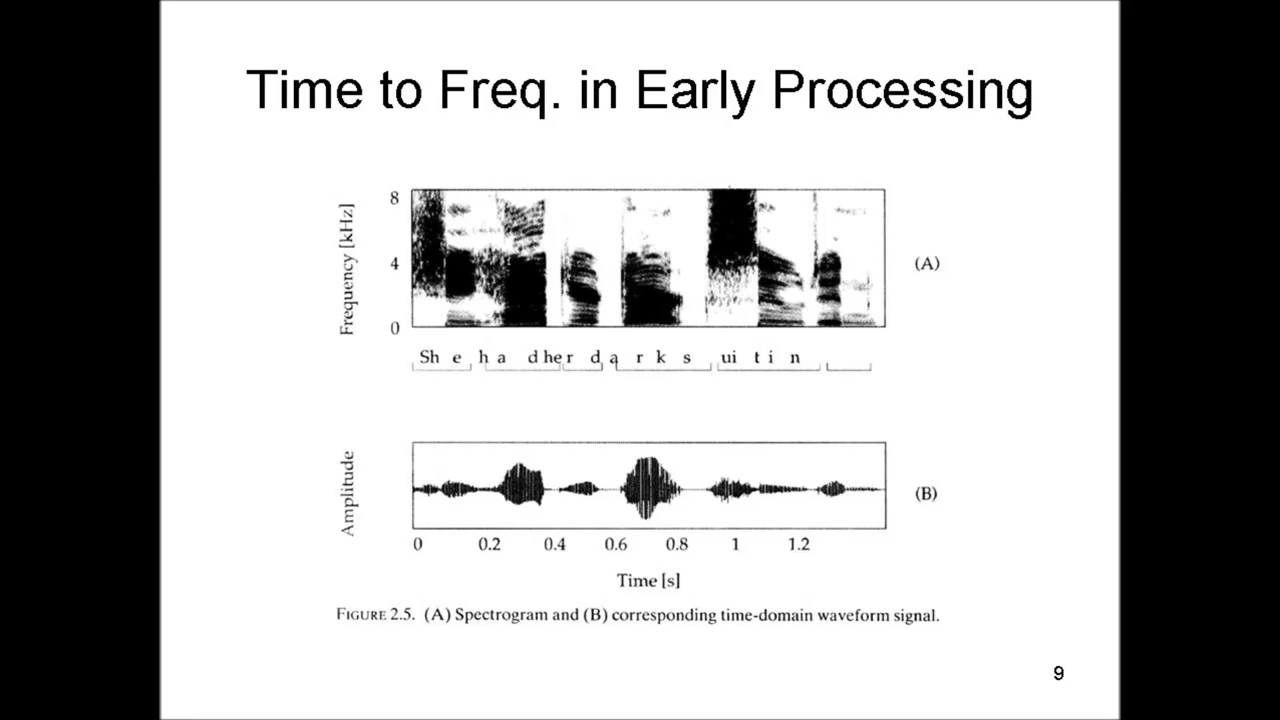 Time to Freq. in Early Processing
8
4
0
Frequency [kHz]
(A)
Sh e h a d he r d a r k s ui t i n
Amplitude
(B)
0 0.2 0.4 0.6 0.8 1 1.2
Time [s]
FIGURE 2.5. (A) Spectrogram and (B) corresponding time-domain waveform signal.
9